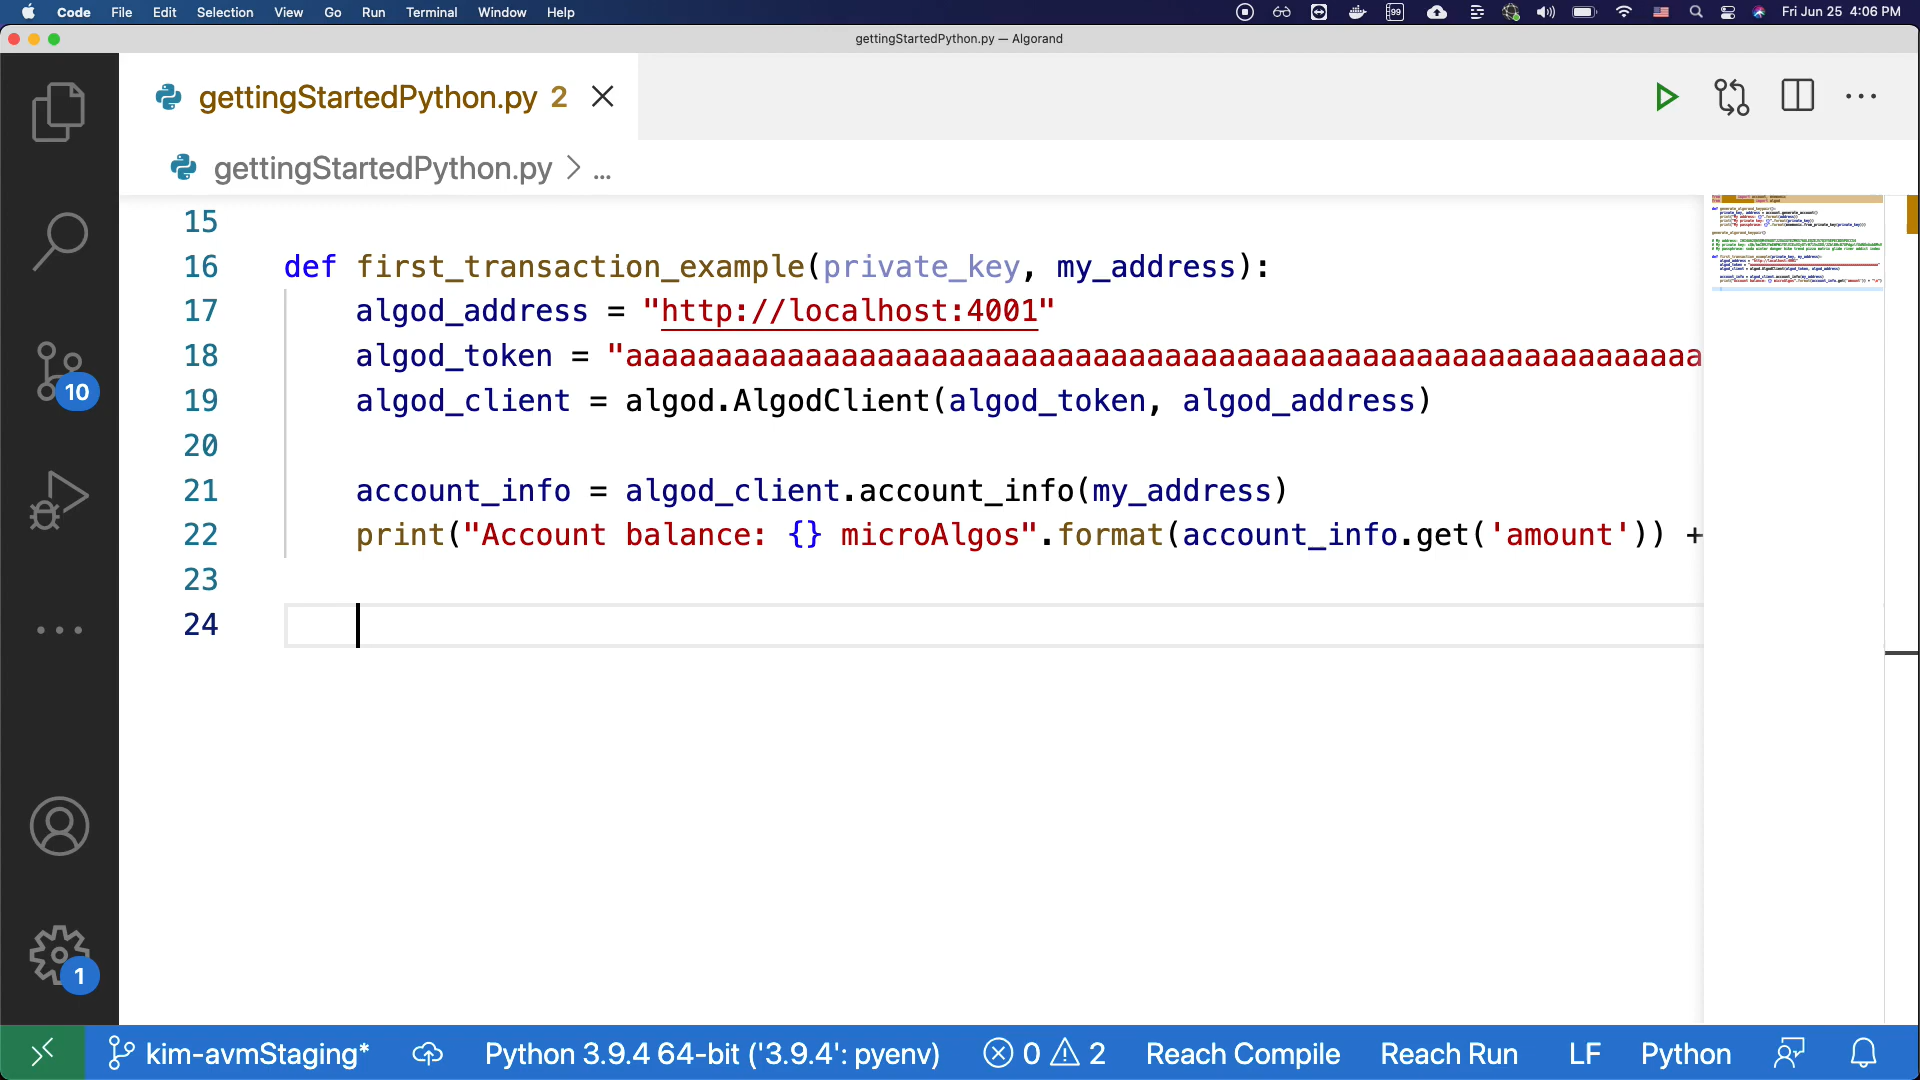 Code File Edit Selection View Go Run Terminal Window Help 99 Fri Jun 25 4:06 PM
gettingStartedPython.py — Algorand
gettingStartedPython.py 2
gettingStartedPython.py > ...
15
16 def first_transaction_example(private_key, my_address):
17 algod_address = "http://localhost:4001"
18 algod_token = "aaaaaaaaaaaaaaaaaaaaaaaaaaaaaaaaaaaaaaaaaaaaaaaaaaaaaaaaaaaa
19 algod_client = algod.AlgodClient(algod_token, algod_address)
20
21 account_info = algod_client.account_info(my_address)
22 print("Account balance: {} microAlgos".format(account_info.get('amount')) +
23
24
10
1
kim-avmStaging* Python 3.9.4 64-bit ('3.9.4': pyenv) 0 2 Reach Compile Reach Run LF Python